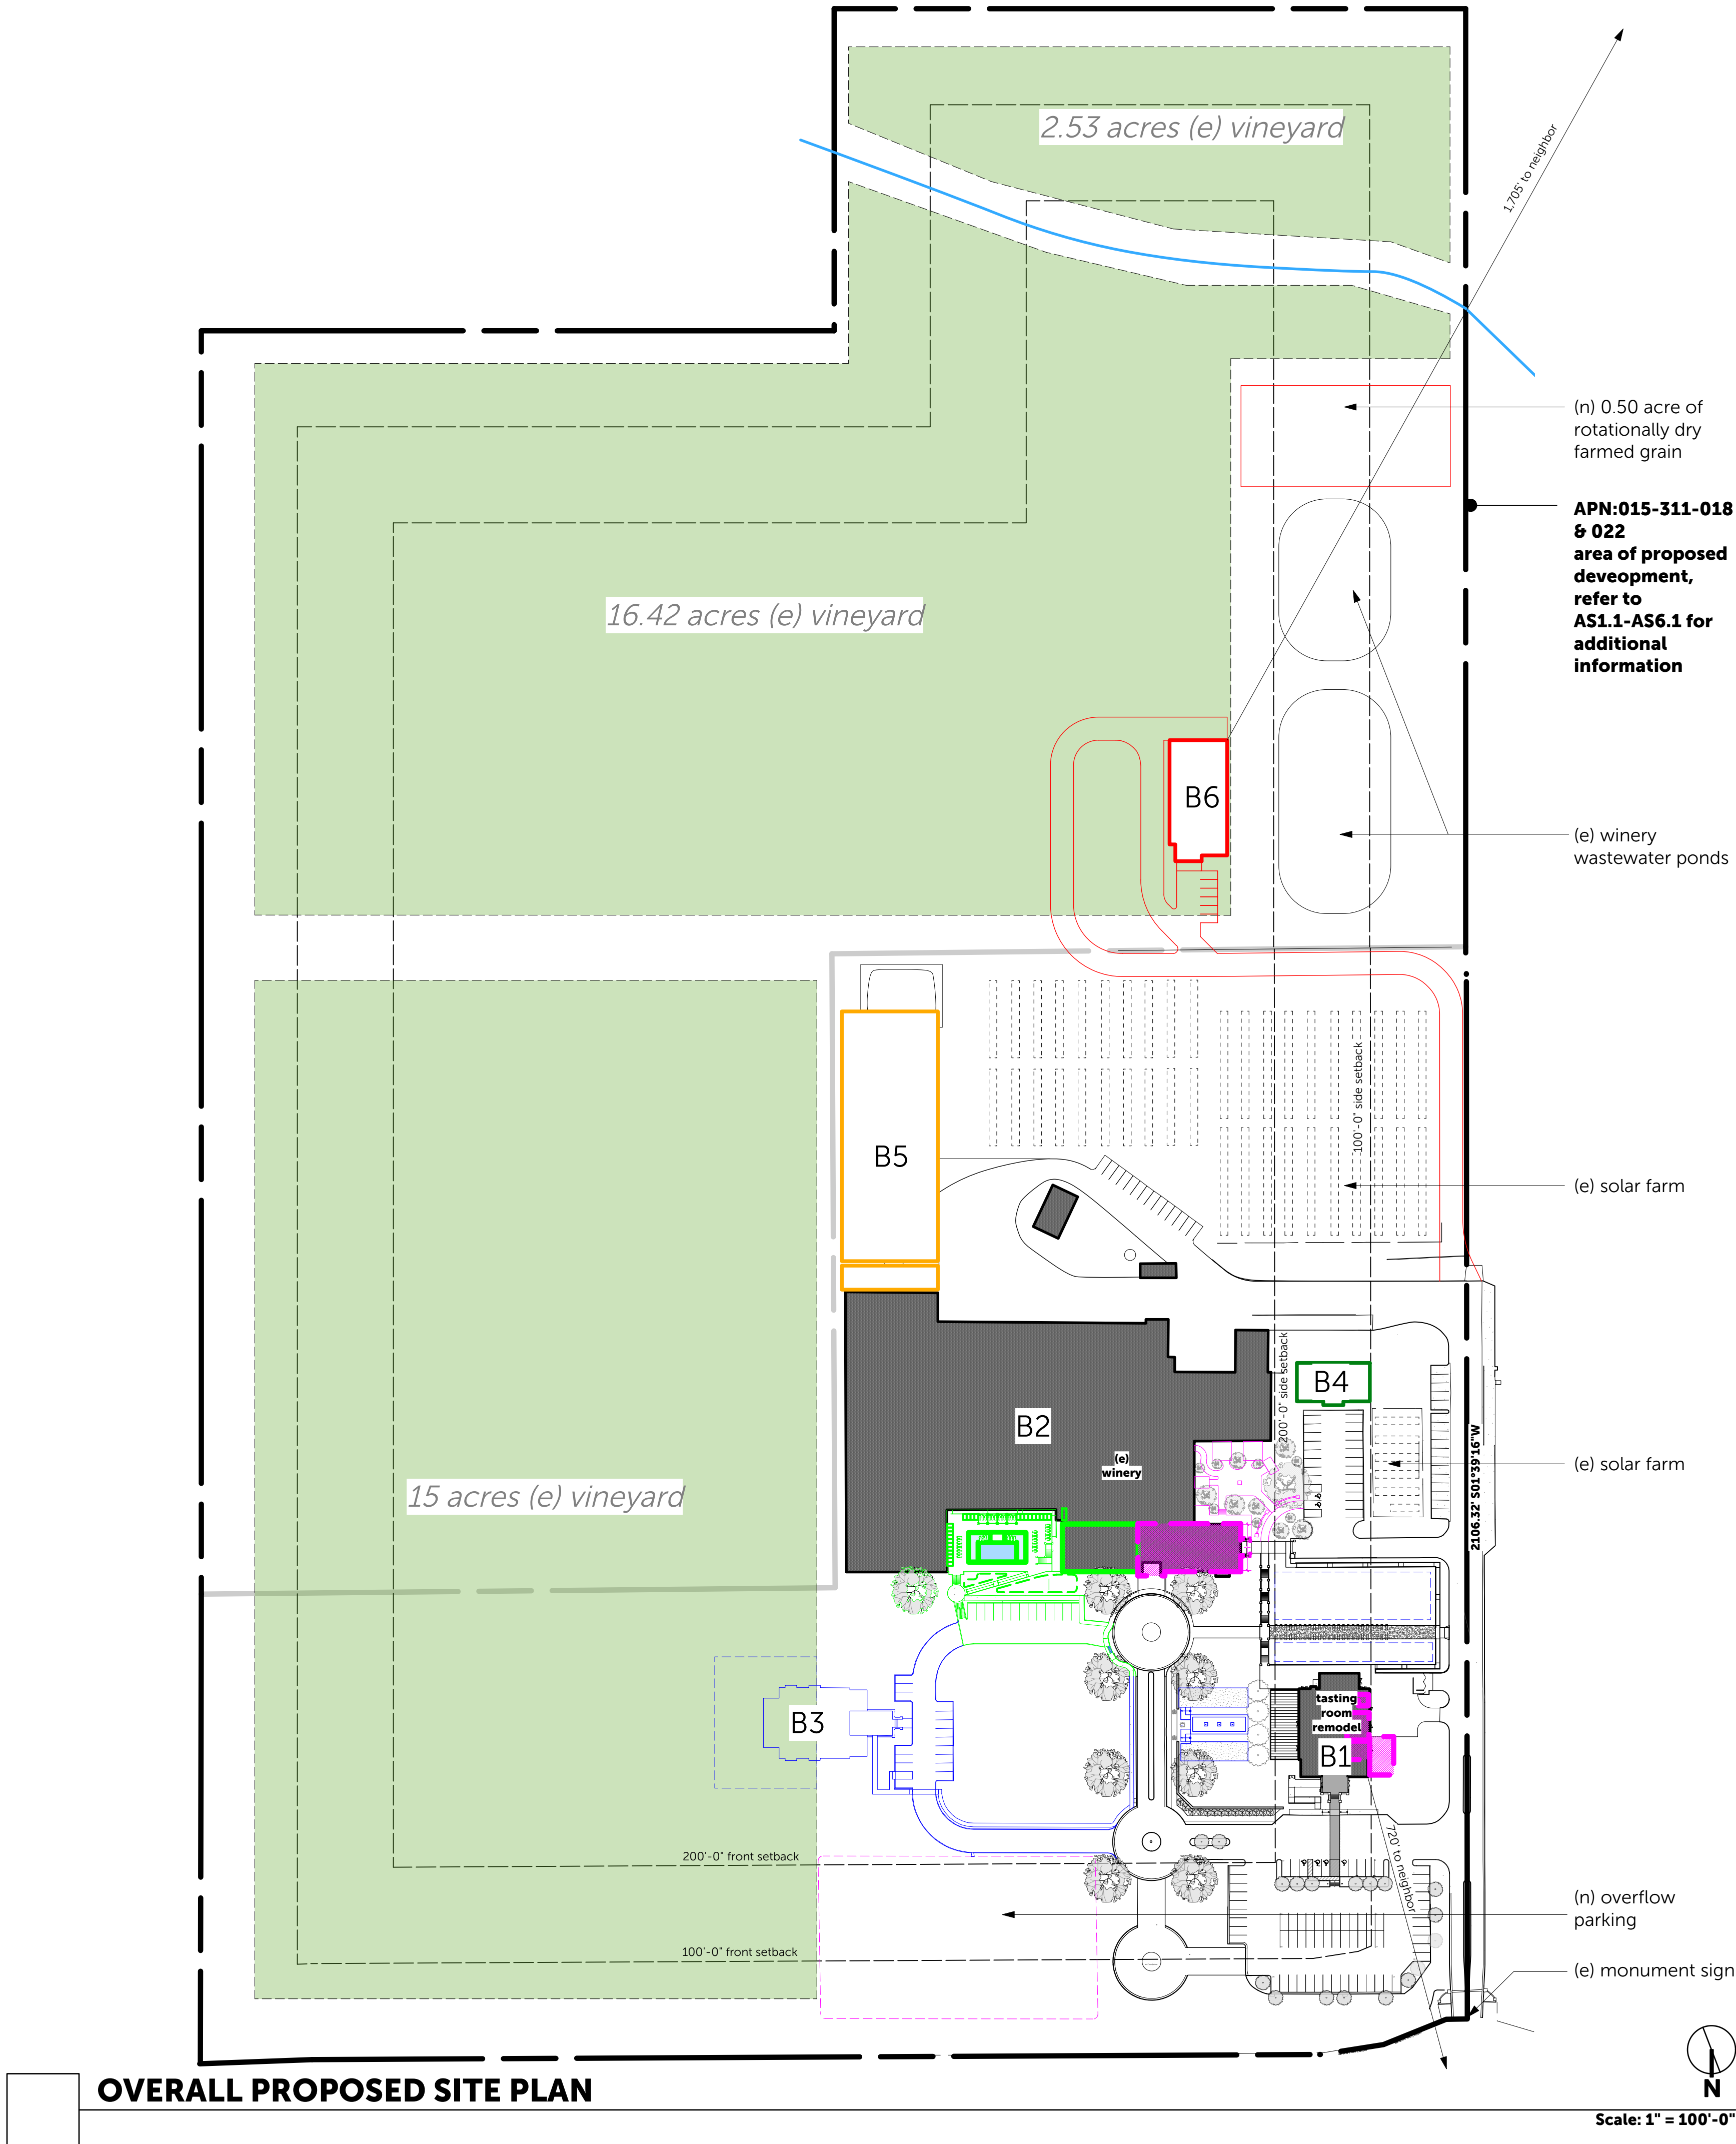 2.53 acres (e) vineyard
1,705' to neighbor
(n) 0.50 acre of
rotationally dry
farmed grain
APN:015-311-018
& 022
area of proposed
deveopment,
refer to
AS1.1-AS6.1 for
additional
information
16.42 acres (e) vineyard
B6
(e) winery
wastewater ponds
100'-0" side setback
B5
(e) solar farm
200'-0" side setback
B4
B2
(e)
winery
2106.32' S01°39'16"W
(e) solar farm
15 acres (e) vineyard
tasting
room
remodel
B1
B3
720' to neighbor
200'-0" front setback
(n) overflow
parking
100'-0" front setback
(e) monument sign
N
OVERALL PROPOSED SITE PLAN
Scale: 1" = 100'-0"